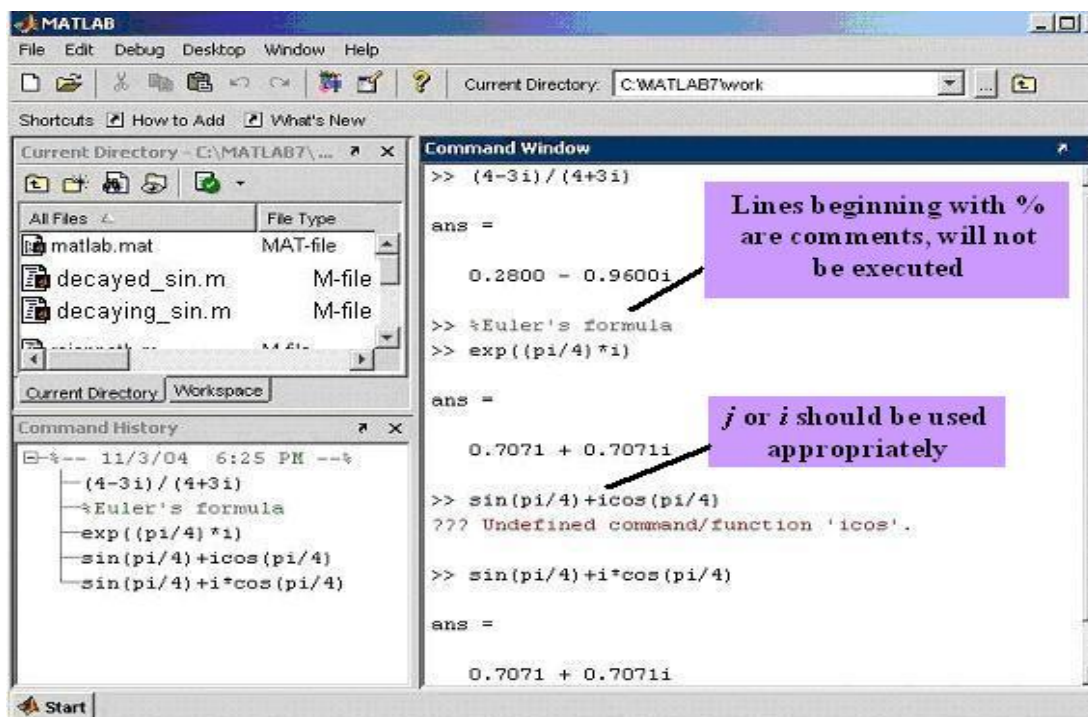 MATLAB
File Edit Debug Desktop Window Help
? Current Directory: C:\MATLAB7\work ...
Shortcuts How to Add What's New
Current Directory - C:\MATLAB7\ ...
All Files File Type
matlab.mat MAT-file
decayed_sin.m M-file
decaying_sin.m M-file
Current Directory Workspace
Command History
%-- 11/3/04 6:25 PM --%
(4-3i)/(4+3i)
%Euler's formula
exp((pi/4)*i)
sin(pi/4)+icos(pi/4)
sin(pi/4)+i*cos(pi/4)
Start
Command Window
>> (4-3i)/(4+3i)
ans =
0.2800 - 0.9600i
>> %Euler's formula
>> exp((pi/4)*i)
ans =
0.7071 + 0.7071i
>> sin(pi/4)+icos(pi/4)
??? Undefined command/function 'icos'.
>> sin(pi/4)+i*cos(pi/4)
ans =
0.7071 + 0.7071i
Lines beginning with %
are comments, will not
be executed
j or i should be used
appropriately